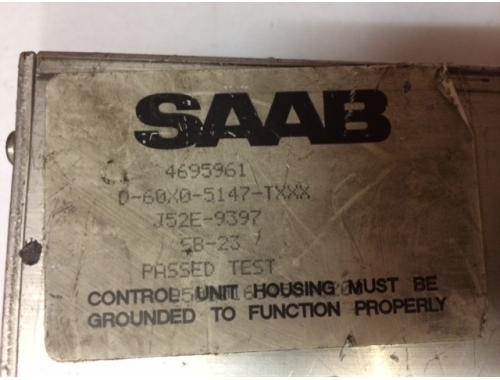 SAAB
4695961
0-60X0-5147-TXXX
J52E-9397
SB-23
PASSED TEST
CONTROL UNIT HOUSING MUST BE
GROUNDED TO FUNCTION PROPERLY